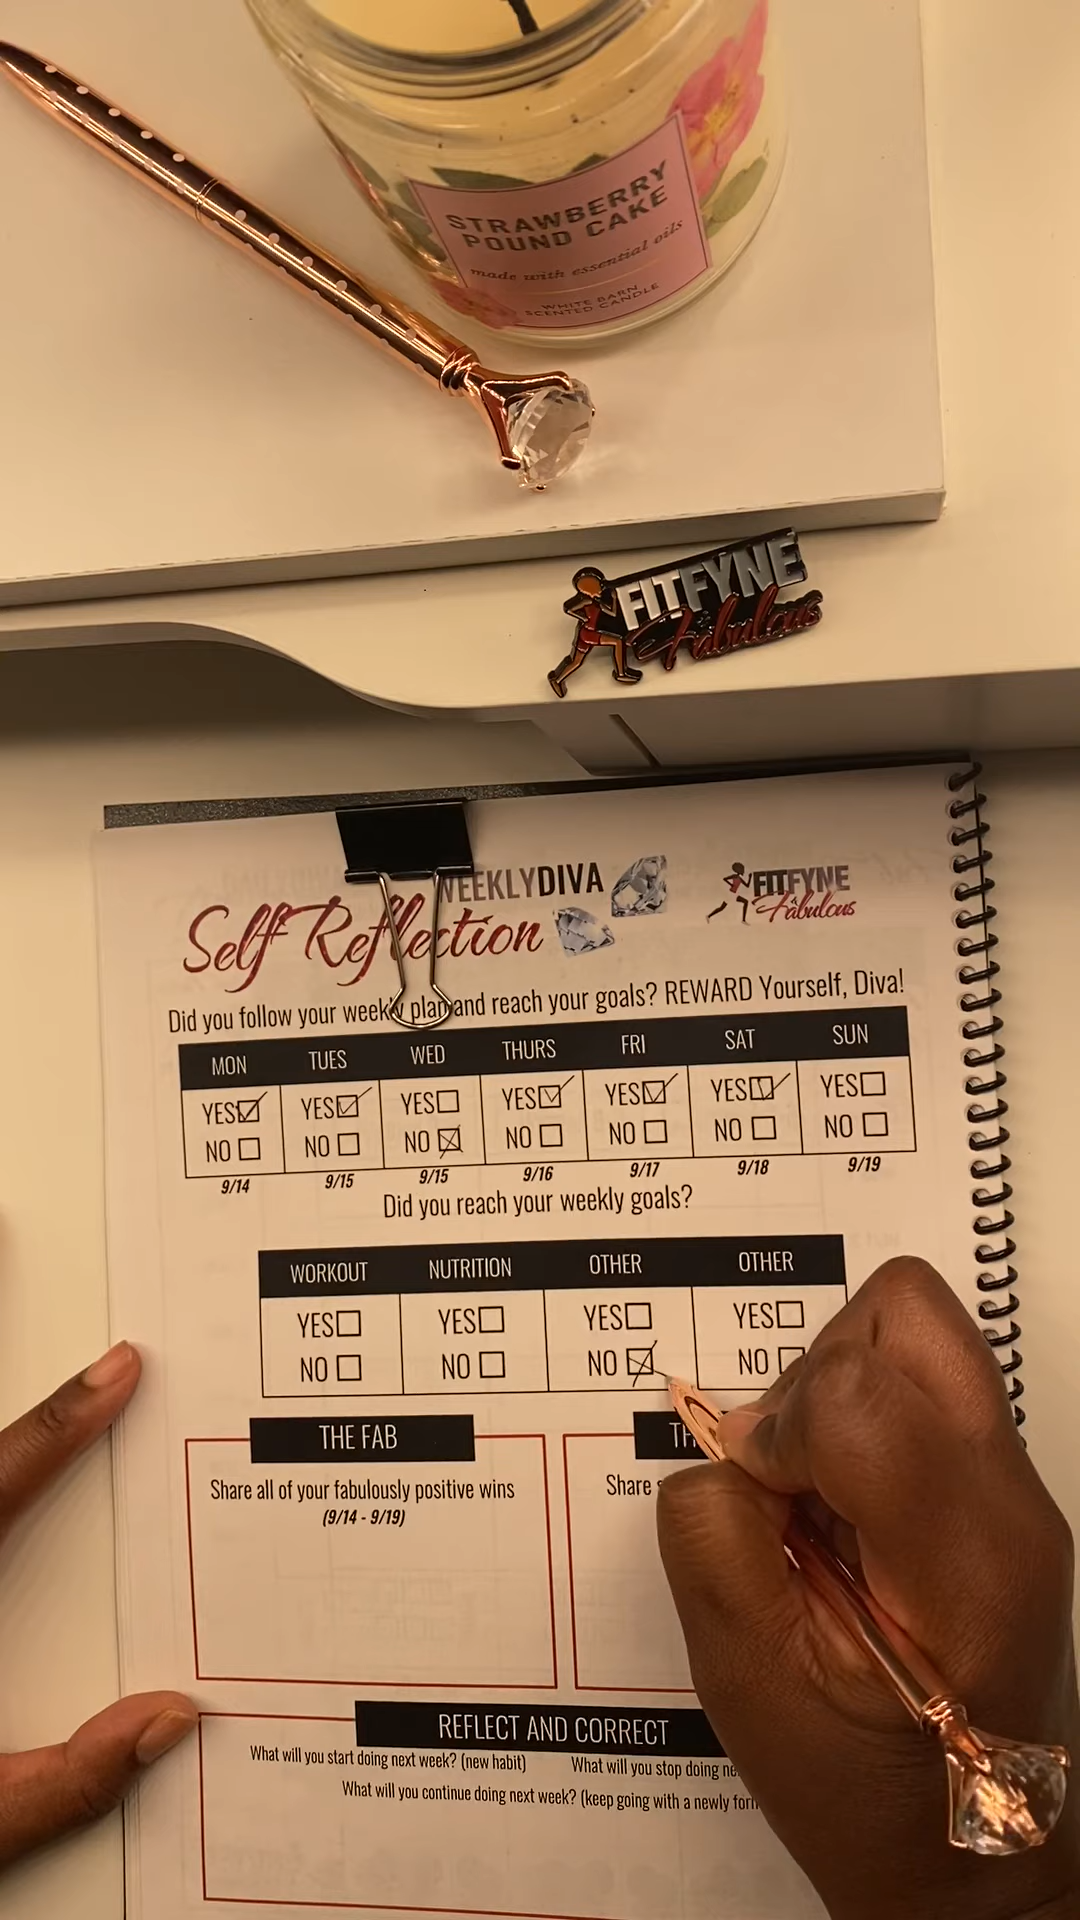 STRAWBERRY
POUND CAKE
made with essential oils
WHITE BARN
SCENTED CANDLE
FITFYNE
& Fabulous
WEEKLYDIVA
Self Reflection
FITFYNE
& Fabulous
Did you follow your weekly plan and reach your goals? REWARD Yourself, Diva!
MON TUES WED THURS FRI SAT SUN
YES YES YES YES YES YES YES
NO NO NO NO NO NO NO
9/14 9/15 9/15 9/16 9/17 9/18 9/19
Did you reach your weekly goals?
WORKOUT NUTRITION OTHER OTHER
YES YES YES YES
NO NO NO NO
THE FAB
Share all of your fabulously positive wins
(9/14 - 9/19)
Share
REFLECT AND CORRECT
What will you start doing next week? (new habit) What will you stop doing
What will you continue doing next week? (keep going with a newly